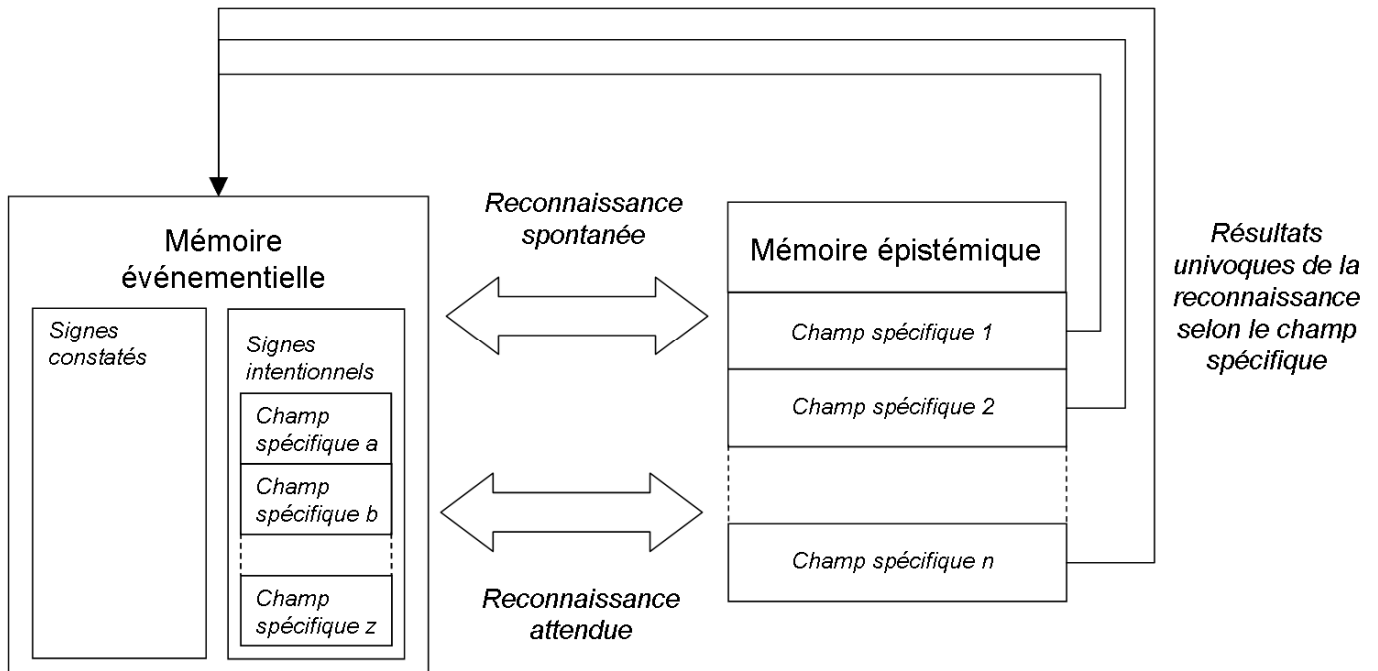 Mémoire
événementielle
Signes
constatés
Signes
intentionnels
Champ
spécifique a
Champ
spécifique b
Champ
spécifique z
Reconnaissance
spontanée
Reconnaissance
attendue
Mémoire épistémique
Champ spécifique 1
Champ spécifique 2
Champ spécifique n
Résultats
univoques de la
reconnaissance
selon le champ
spécifique